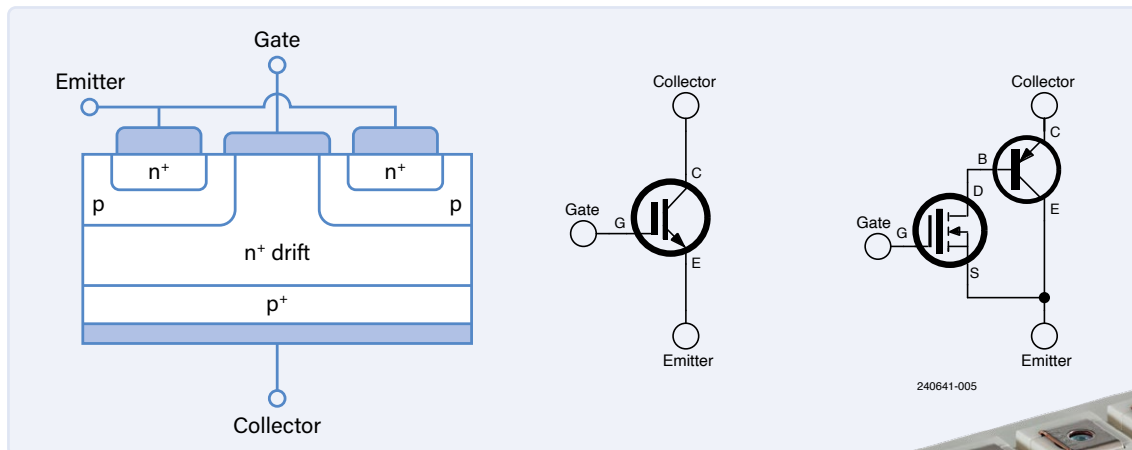 Gate
Emitter
n+
n+
p
p
n+ drift
p+
Collector
Collector
C
Gate
G
E
Emitter
Collector
C
B
D
E
Gate
G
S
Emitter
240641-005